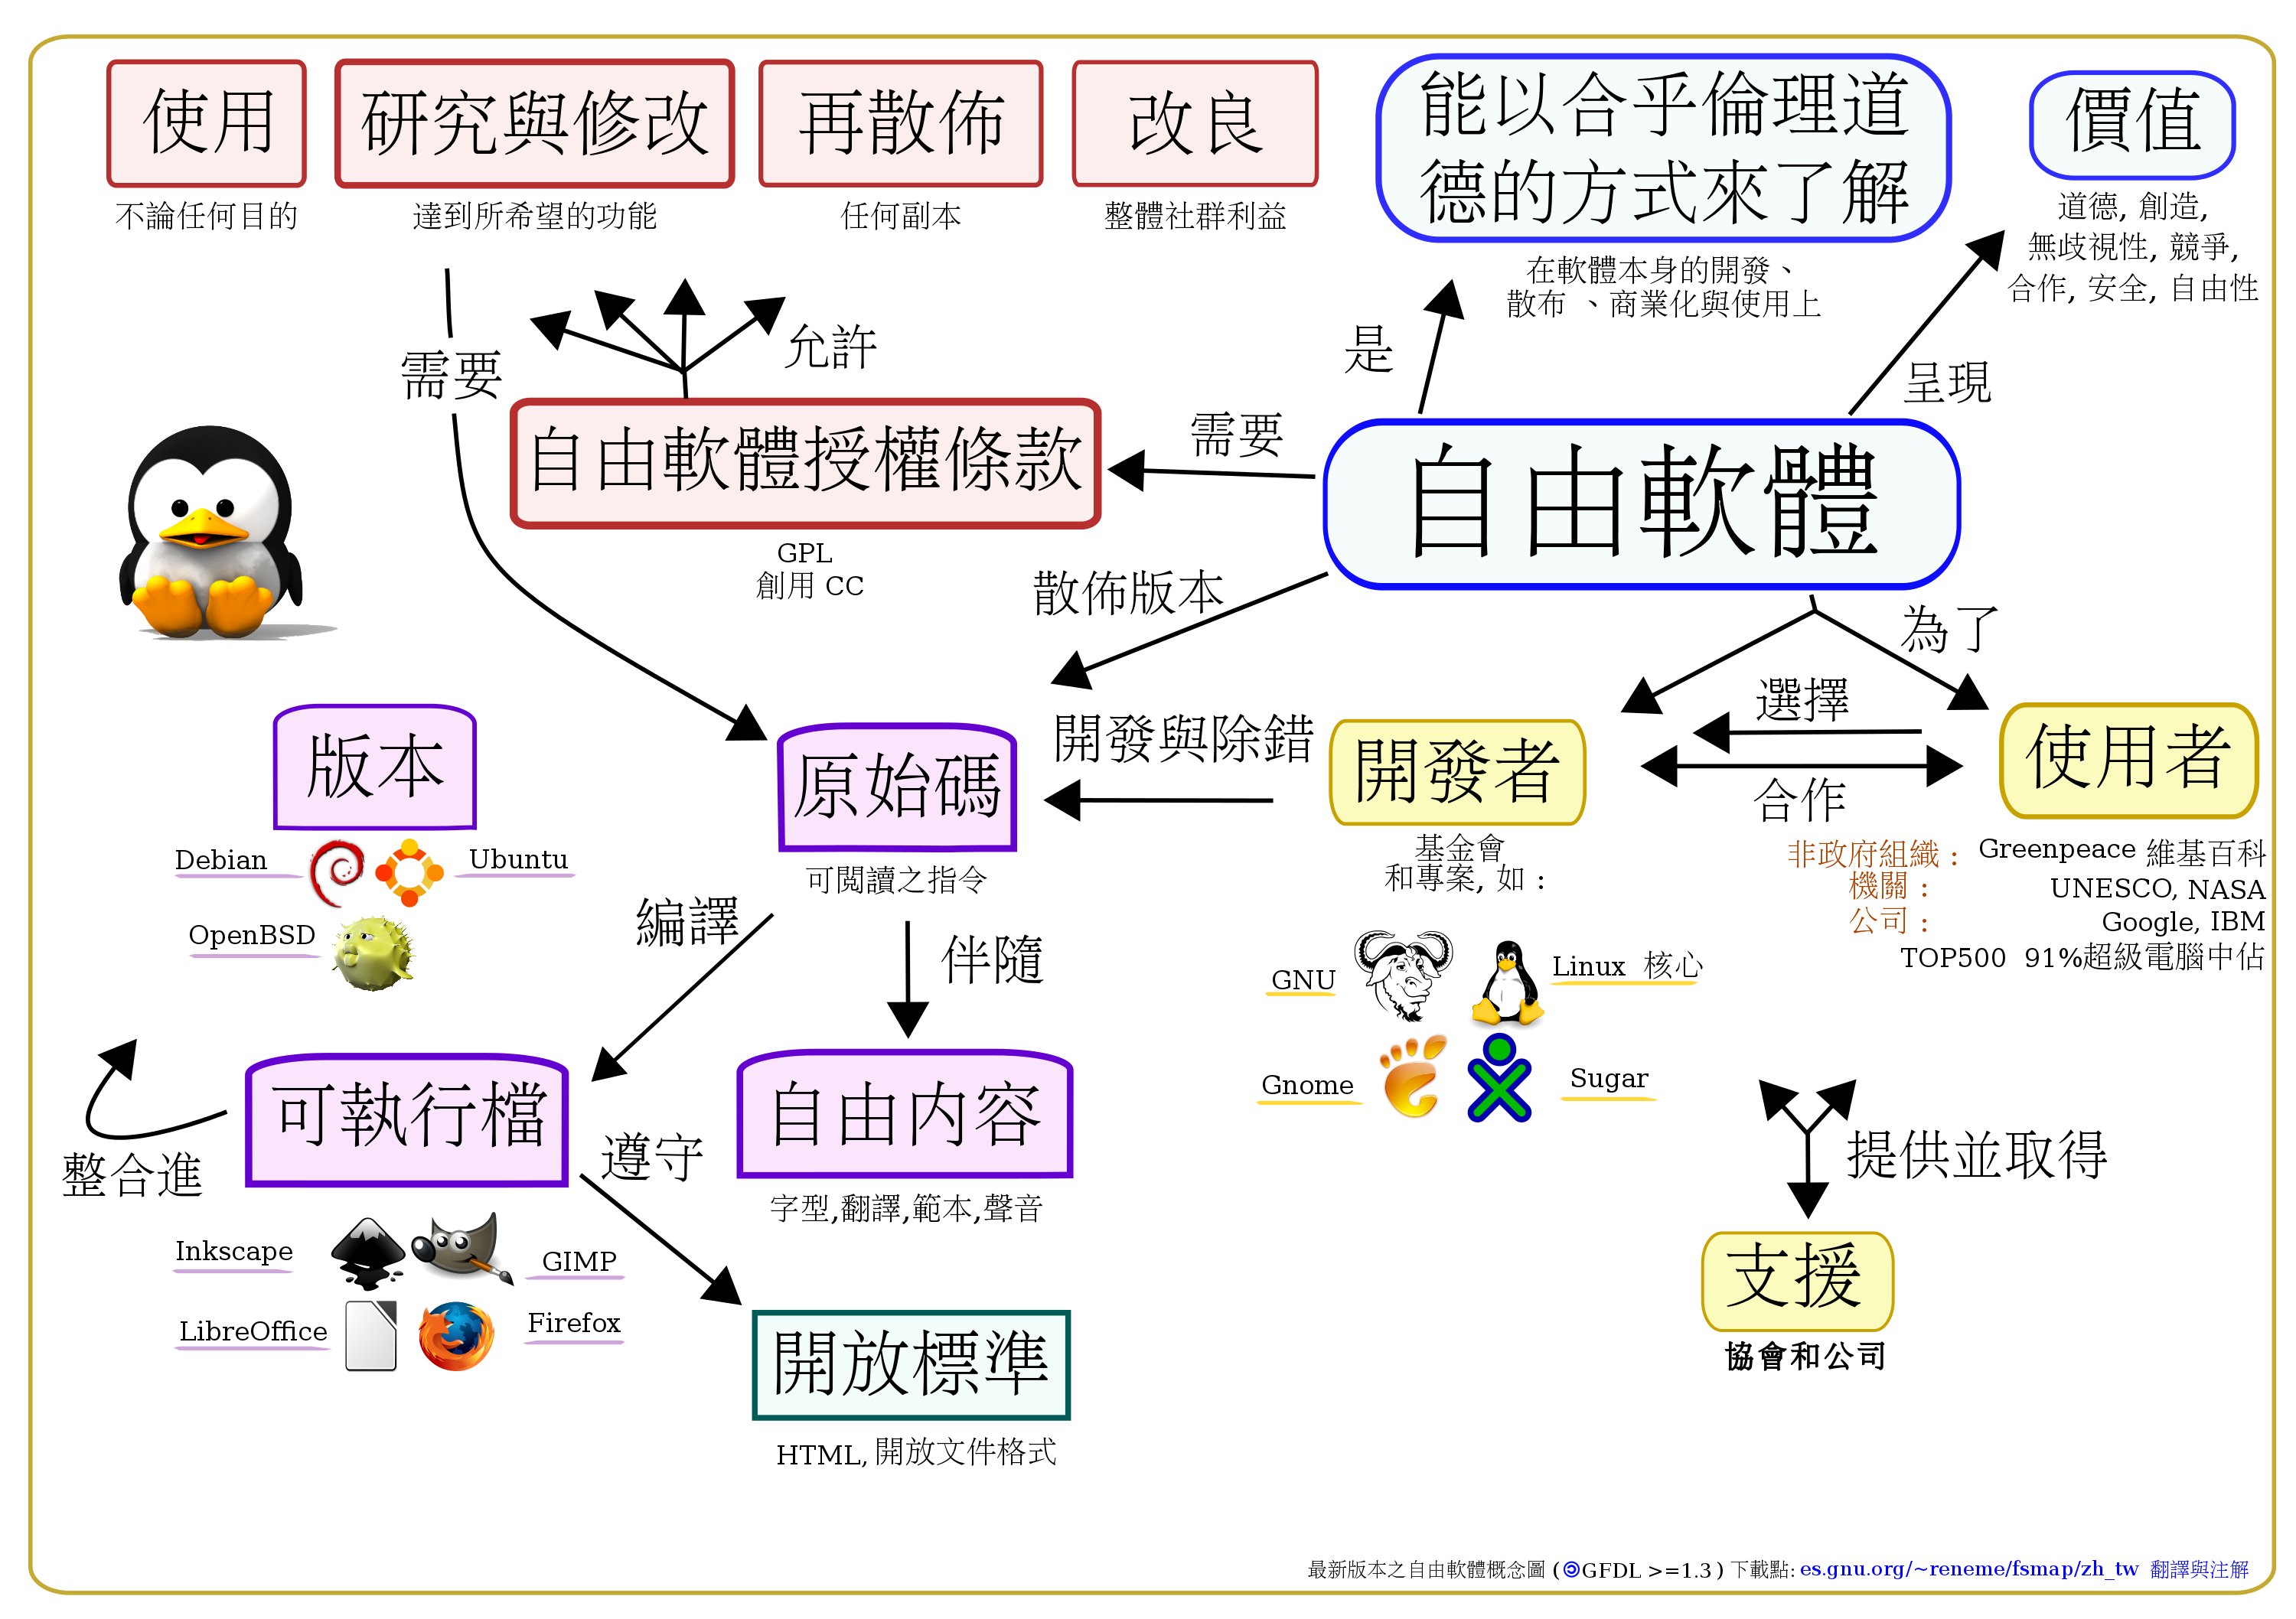 使用
不論任何目的
研究與修改
達到所希望的功能
再散佈
任何副本
改良
整體社群利益
能以合乎倫理道
德的方式來了解
在軟體本身的開發、
散布 、商業化與使用上
價值
道德, 創造,
無歧視性, 競爭,
合作, 安全, 自由性
需要
允許
是
呈現
自由軟體授權條款
GPL
創用 CC
需要
自由軟體
散佈版本
為了
版本
Debian
Ubuntu
OpenBSD
原始碼
可閱讀之指令
開發與除錯
開發者
基金會
和專案, 如 :
GNU
Linux 核心
Gnome
Sugar
選擇
合作
使用者
非政府組織 : Greenpeace 維基百科
機關 : UNESCO, NASA
公司 : Google, IBM
TOP500 91%超級電腦中佔
編譯
伴隨
整合進
可執行檔
遵守
自由内容
字型,翻譯,範本,聲音
Inkscape
GIMP
LibreOffice
Firefox
開放標準
HTML, 開放文件格式
提供並取得
支援
協會和公司
最新版本之自由軟體概念圖 (🄯GFDL >=1.3 ) 下載點: es.gnu.org/~reneme/fsmap/zh_tw 翻譯與注解